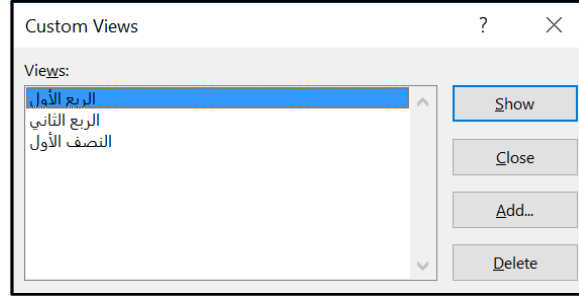 Custom Views ?
Views:
الربع الأول
الربع الثاني
النصف الأول
Show
Close
Add...
Delete